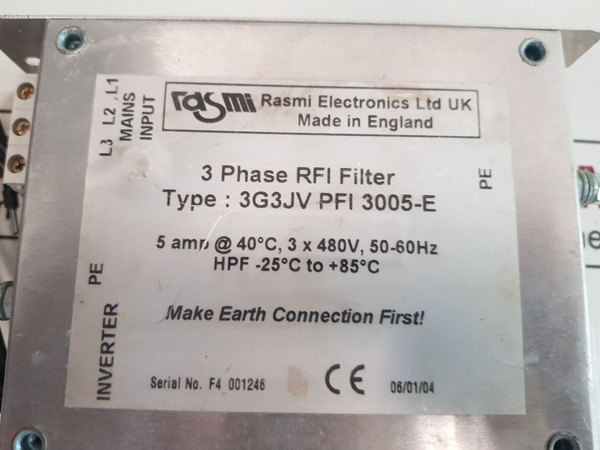 rasmi Rasmi Electronics Ltd UK
Made in England
L3 L2 L1
MAINS
INPUT
3 Phase RFI Filter
Type : 3G3JV PFI 3005-E
PE
5 amp @ 40°C, 3 x 480V, 50-60Hz
HPF -25°C to +85°C
PE
INVERTER
Make Earth Connection First!
Serial No. F4_001246 CE 06/01/04